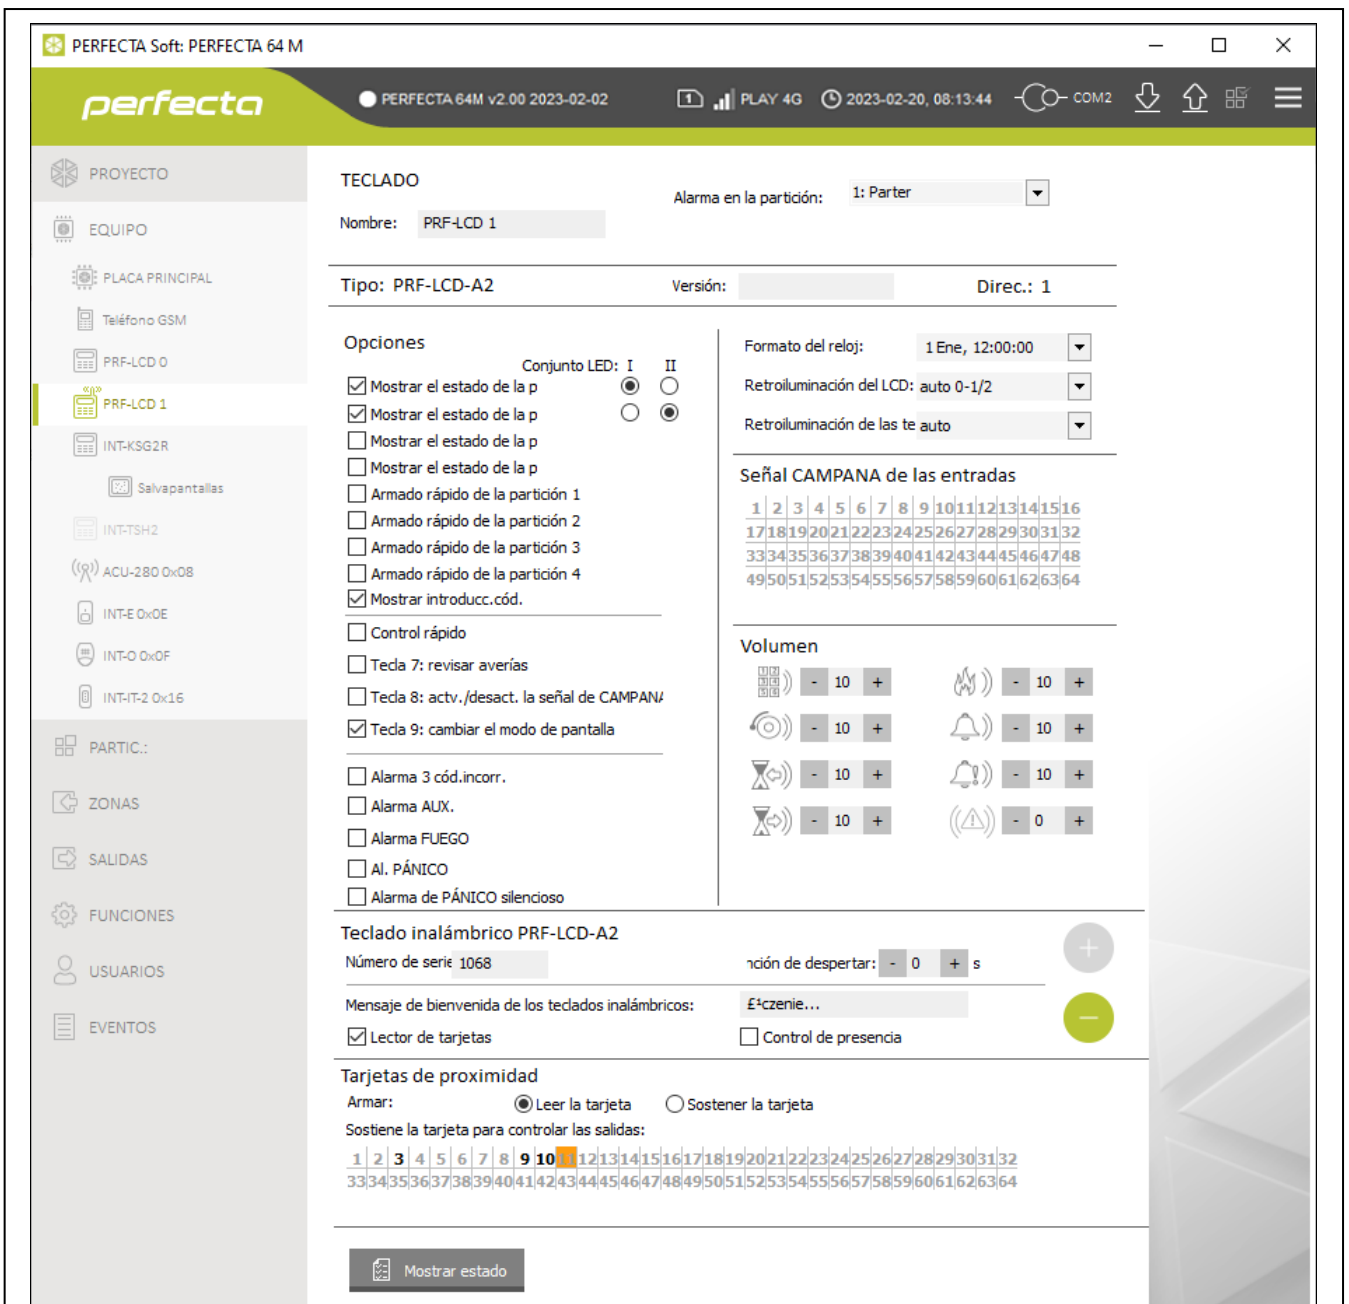 PERFECTA Soft: PERFECTA 64 M
perfecta
PERFECTA 64M v2.00 2023-02-02
1 PLAY 4G 2023-02-20, 08:13:44 COM2
PROYECTO
EQUIPO
PLACA PRINCIPAL
Teléfono GSM
PRF-LCD 0
PRF-LCD 1
INT-KSG2R
Salvapantallas
INT-TSH2
ACU-280 0x08
INT-E 0x0E
INT-O 0x0F
INT-IT-2 0x16
PARTIC.:
ZONAS
SALIDAS
FUNCIONES
USUARIOS
EVENTOS
TECLADO
Alarma en la partición: 1: Parter
Nombre: PRF-LCD 1
Tipo: PRF-LCD-A2 Versión: Direc.: 1
Opciones
Conjunto LED: I II
Mostrar el estado de la p
Mostrar el estado de la p
Mostrar el estado de la p
Mostrar el estado de la p
Armado rápido de la partición 1
Armado rápido de la partición 2
Armado rápido de la partición 3
Armado rápido de la partición 4
Mostrar introducc.cód.
Control rápido
Tecla 7: revisar averías
Tecla 8: actv./desact. la señal de CAMPANA
Tecla 9: cambiar el modo de pantalla
Alarma 3 cód.incorr.
Alarma AUX.
Alarma FUEGO
Al. PÁNICO
Alarma de PÁNICO silencioso
Formato del reloj: 1 Ene, 12:00:00
Retroiluminación del LCD: auto 0-1/2
Retroiluminación de las te auto
Señal CAMPANA de las entradas
1 2 3 4 5 6 7 8 9 10 11 12 13 14 15 16
17 18 19 20 21 22 23 24 25 26 27 28 29 30 31 32
33 34 35 36 37 38 39 40 41 42 43 44 45 46 47 48
49 50 51 52 53 54 55 56 57 58 59 60 61 62 63 64
Volumen
- 10 + - 10 +
- 10 + - 10 +
- 10 + - 10 +
- 10 + - 0 +
Teclado inalámbrico PRF-LCD-A2
Número de serie 1068 nción de despertar: - 0 + s
Mensaje de bienvenida de los teclados inalámbricos: £¹czenie...
Lector de tarjetas Control de presencia
Tarjetas de proximidad
Armar: Leer la tarjeta Sostener la tarjeta
Sostiene la tarjeta para controlar las salidas:
1 2 3 4 5 6 7 8 9 10 11 12 13 14 15 16 17 18 19 20 21 22 23 24 25 26 27 28 29 30 31 32
33 34 35 36 37 38 39 40 41 42 43 44 45 46 47 48 49 50 51 52 53 54 55 56 57 58 59 60 61 62 63 64
Mostrar estado